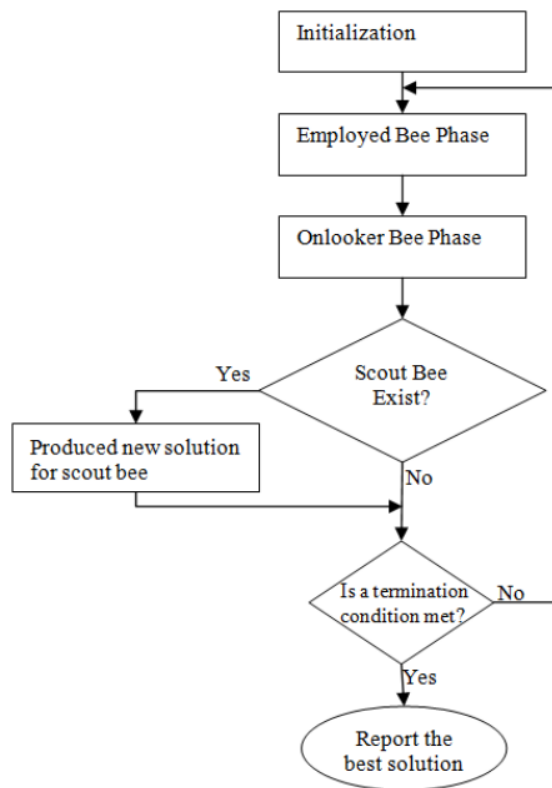 Initialization
Employed Bee Phase
Onlooker Bee Phase
Scout Bee
Exist?
Yes
Produced new solution
for scout bee
No
Is a termination
condition met?
No
Yes
Report the
best solution